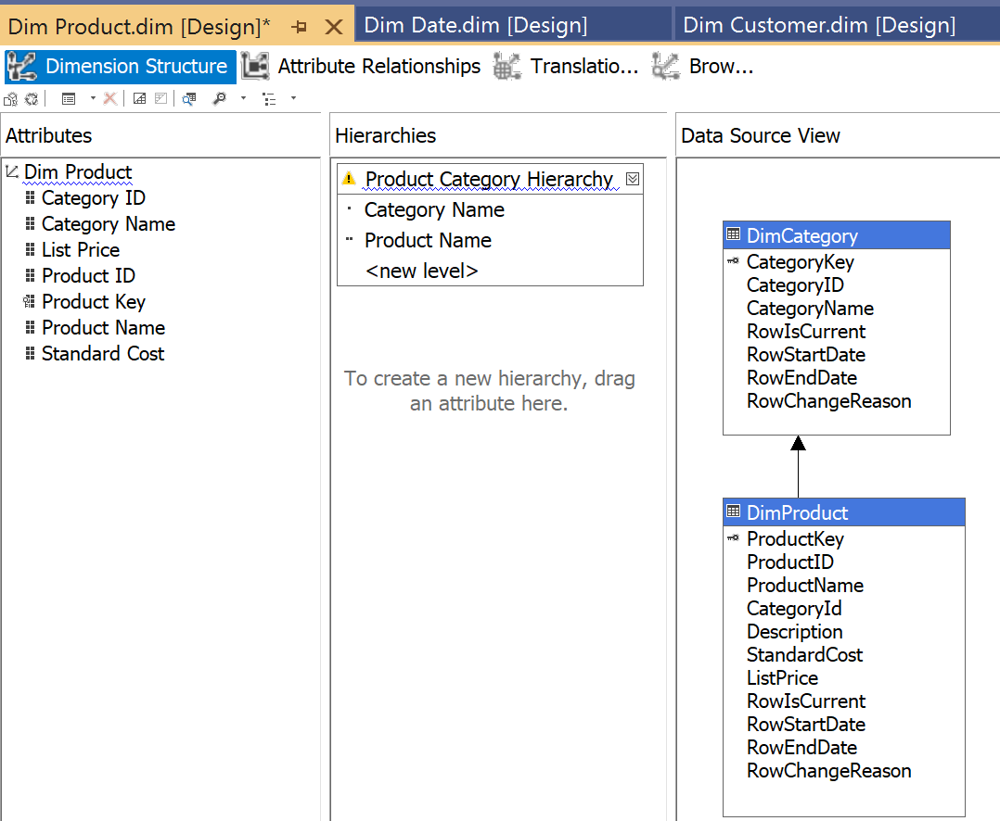 Dim Product.dim [Design]* Dim Date.dim [Design] Dim Customer.dim [Design]
Dimension Structure Attribute Relationships Translatio... Brow...
Attributes
Dim Product
Category ID
Category Name
List Price
Product ID
Product Key
Product Name
Standard Cost
Hierarchies
Product Category Hierarchy
Category Name
Product Name
<new level>
To create a new hierarchy, drag
an attribute here.
Data Source View
DimCategory
CategoryKey
CategoryID
CategoryName
RowIsCurrent
RowStartDate
RowEndDate
RowChangeReason
DimProduct
ProductKey
ProductID
ProductName
CategoryId
Description
StandardCost
ListPrice
RowIsCurrent
RowStartDate
RowEndDate
RowChangeReason